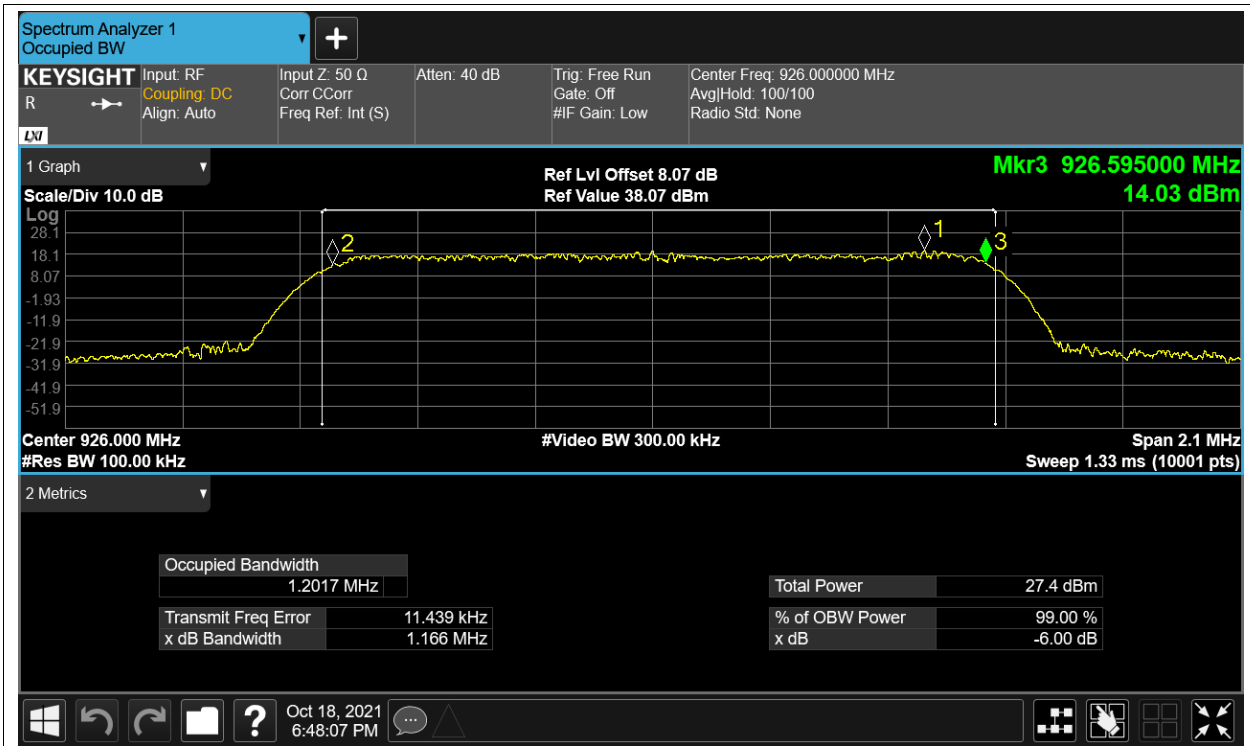 Spectrum Analyzer 1
Occupied BW
KEYSIGHT
R
LXI
Input: RF
Coupling: DC
Align: Auto
Input Z: 50 Ω
Corr CCorr
Freq Ref: Int (S)
Atten: 40 dB
Trig: Free Run
Gate: Off
#IF Gain: Low
Center Freq: 926.000000 MHz
Avg|Hold: 100/100
Radio Std: None
1 Graph
Scale/Div 10.0 dB
Ref Lvl Offset 8.07 dB
Ref Value 38.07 dBm
Mkr3 926.595000 MHz
14.03 dBm
Log
28.1
18.1
8.07
-1.93
-11.9
-21.9
-31.9
-41.9
-51.9
2
1
3
Center 926.000 MHz
#Video BW 300.00 kHz
Span 2.1 MHz
#Res BW 100.00 kHz
Sweep 1.33 ms (10001 pts)
2 Metrics
Occupied Bandwidth
1.2017 MHz
Transmit Freq Error 11.439 kHz
x dB Bandwidth 1.166 MHz
Total Power 27.4 dBm
% of OBW Power 99.00 %
x dB -6.00 dB
?
Oct 18, 2021
6:48:07 PM